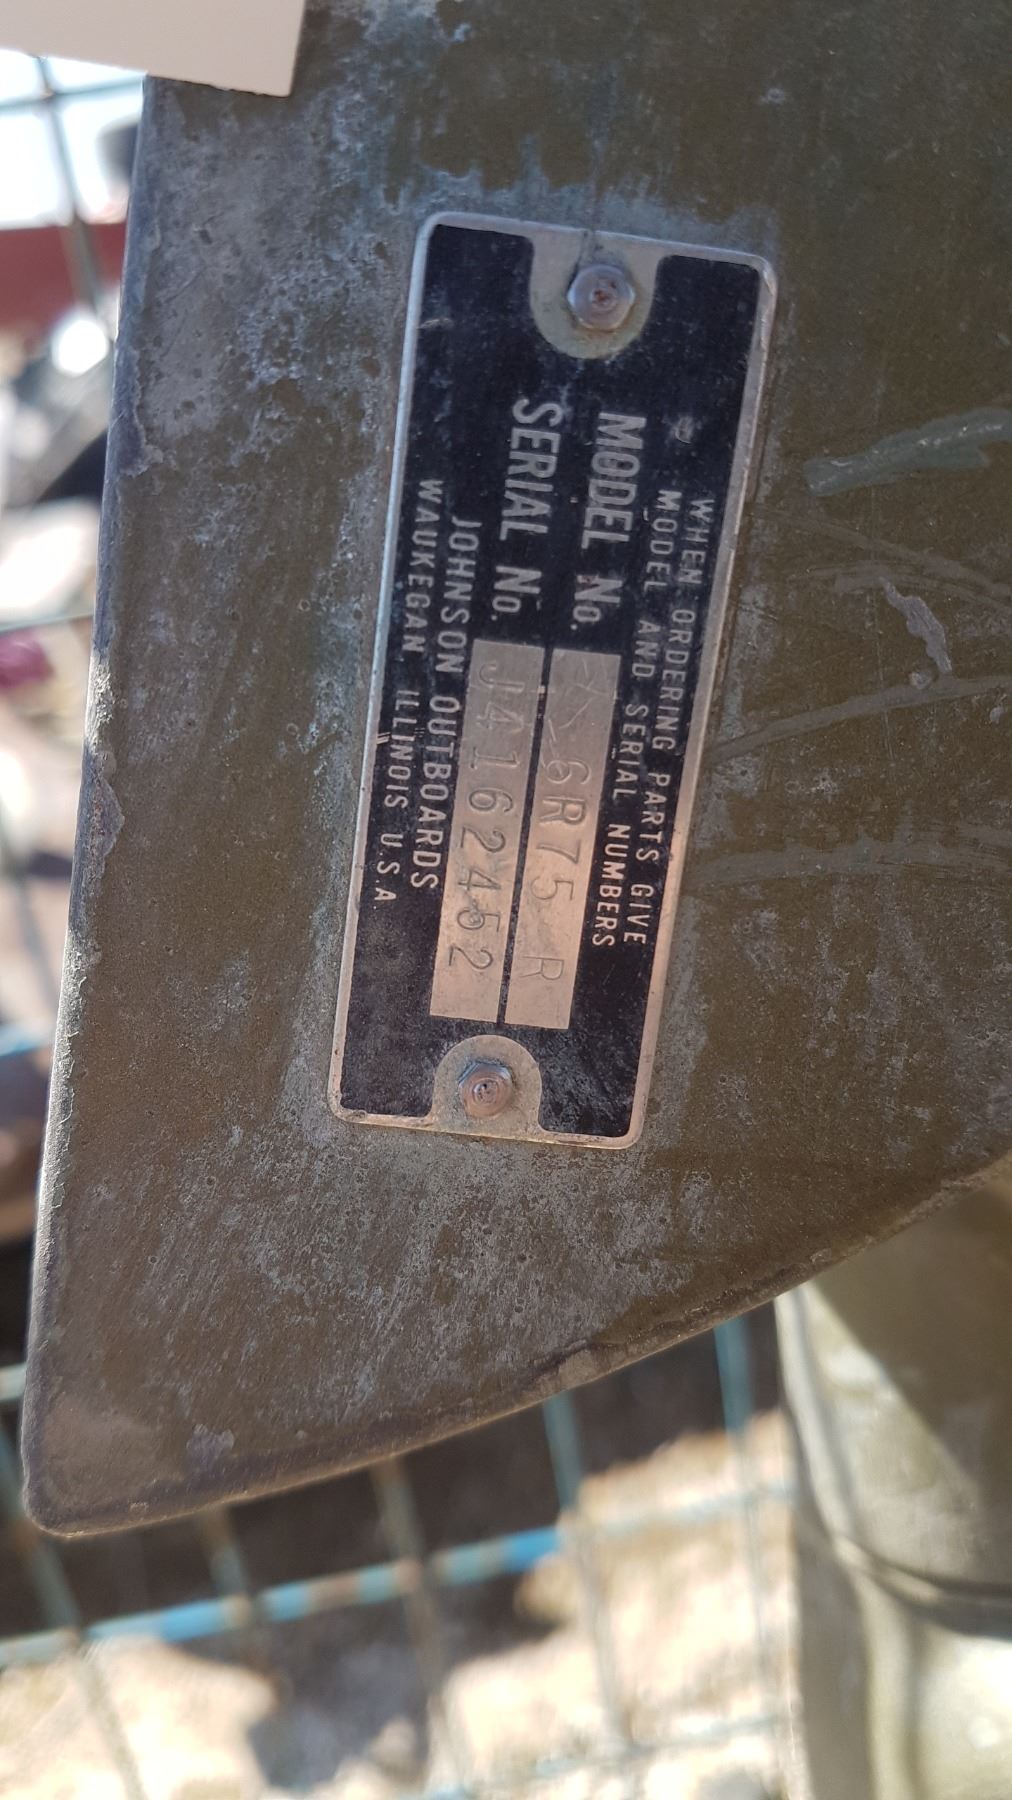 WHEN ORDERING PARTS GIVE
MODEL AND SERIAL NUMBERS
MODEL No. 6R75 R
SERIAL No. J4162452
JOHNSON OUTBOARDS
WAUKEGAN, ILLINOIS U.S.A.